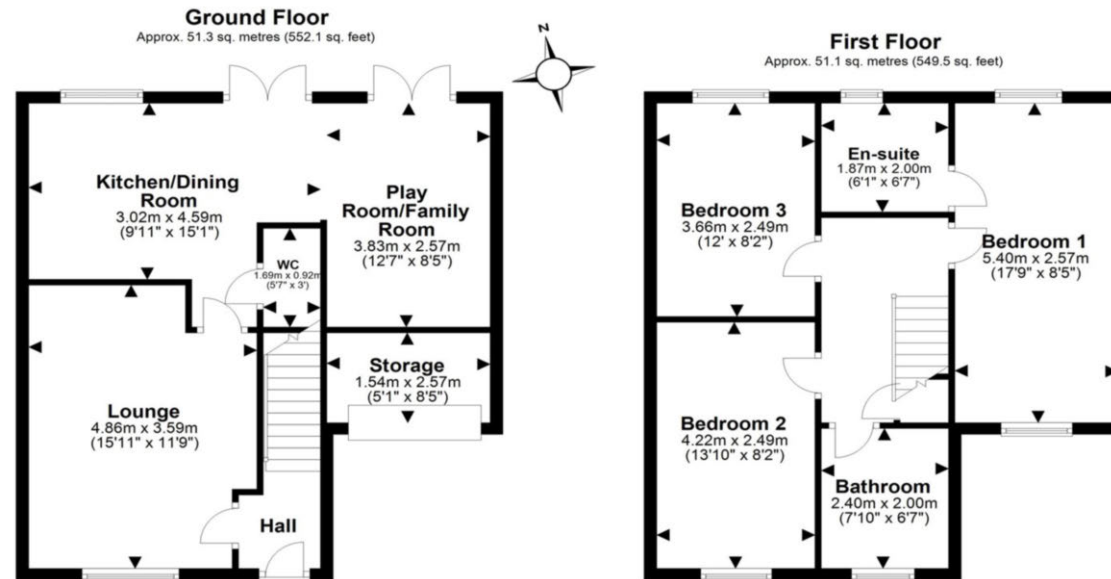 Ground Floor
Approx. 51.3 sq. metres (552.1 sq. feet)
N
Kitchen/Dining
Room
3.02m x 4.59m
(9'11" x 15'1")
Play
Room/Family
Room
3.83m x 2.57m
(12'7" x 8'5")
WC
1.69m x 0.92m
(5'7" x 3')
Storage
1.54m x 2.57m
(5'1" x 8'5")
Lounge
4.86m x 3.59m
(15'11" x 11'9")
Hall
First Floor
Approx. 51.1 sq. metres (549.5 sq. feet)
En-suite
1.87m x 2.00m
(6'1" x 6'7")
Bedroom 3
3.66m x 2.49m
(12' x 8'2")
Bedroom 1
5.40m x 2.57m
(17'9" x 8'5")
Bedroom 2
4.22m x 2.49m
(13'10" x 8'2")
Bathroom
2.40m x 2.00m
(7'10" x 6'7")